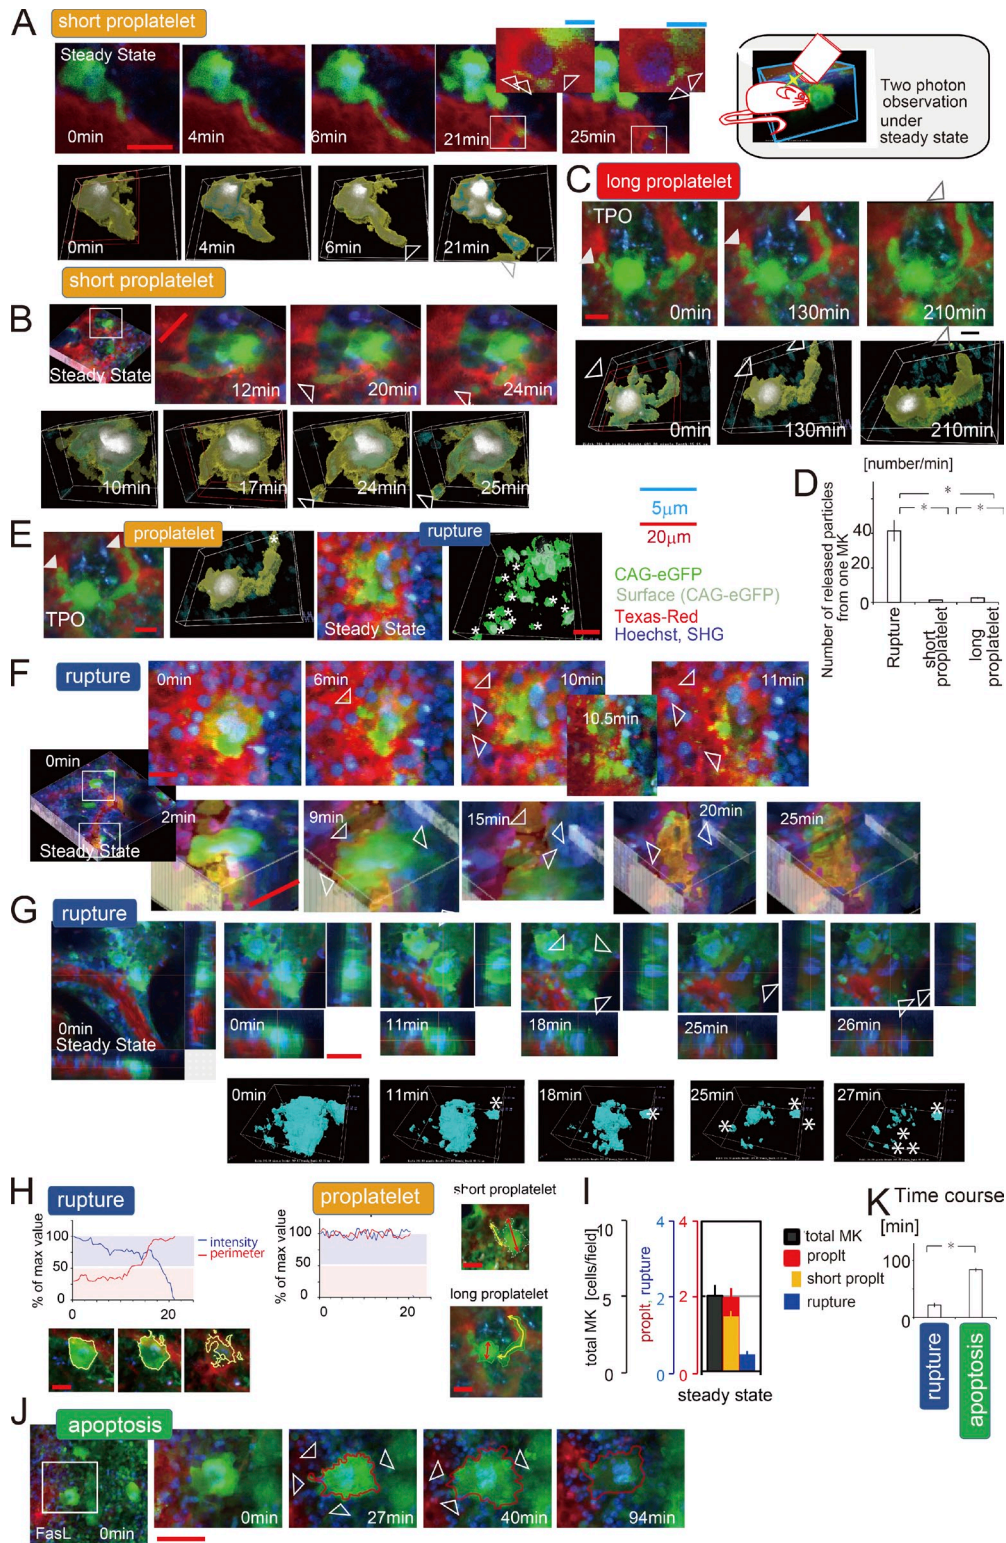 A
short proplatelet
Steady State
0min
4min
6min
21min
25min
0min
4min
6min
21min
Two photon
observation
under
steady state
C
long proplatelet
TPO
0min
130min
210min
0min
130min
210min
B
short proplatelet
Steady State
12min
20min
24min
10min
17min
24min
25min
D
[number/min]
Number of released particles
from one MK
40
20
0
*
*
*
Rupture
short
proplatelet
long
proplatelet
5μm
20μm
CAG-eGFP
Surface (CAG-eGFP)
Texas-Red
Hoechst, SHG
E
proplatelet
rupture
TPO
Steady State
F
rupture
0min
6min
10min
10.5min
11min
0min
Steady State
2min
9min
15min
20min
25min
G
rupture
0min
Steady State
0min
11min
18min
25min
26min
0min
11min
18min
25min
27min
H
rupture
% of max value
100
50
0
0
20
intensity
perimeter
proplatelet
% of max value
100
50
0
0
20
short proplatelet
long proplatelet
I
total MK [cells/field]
10
5
0
proplt, rupture
4
2
0
4
2
0
steady state
total MK
proplt
short proplt
rupture
K Time course
[min]
100
0
*
rupture
apoptosis
J
apoptosis
FasL 0min
0min
27min
40min
94min